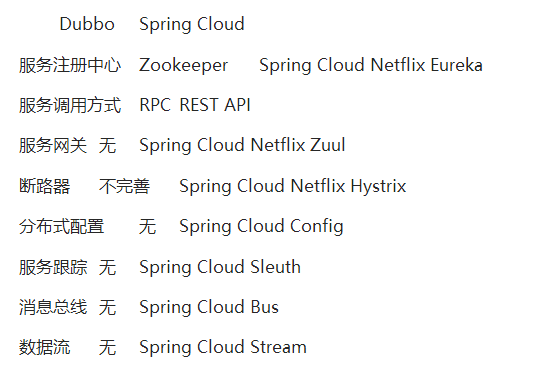 Dubbo Spring Cloud
服务注册中心 Zookeeper Spring Cloud Netflix Eureka
服务调用方式 RPC REST API
服务网关 无 Spring Cloud Netflix Zuul
断路器 不完善 Spring Cloud Netflix Hystrix
分布式配置 无 Spring Cloud Config
服务跟踪 无 Spring Cloud Sleuth
消息总线 无 Spring Cloud Bus
数据流 无 Spring Cloud Stream